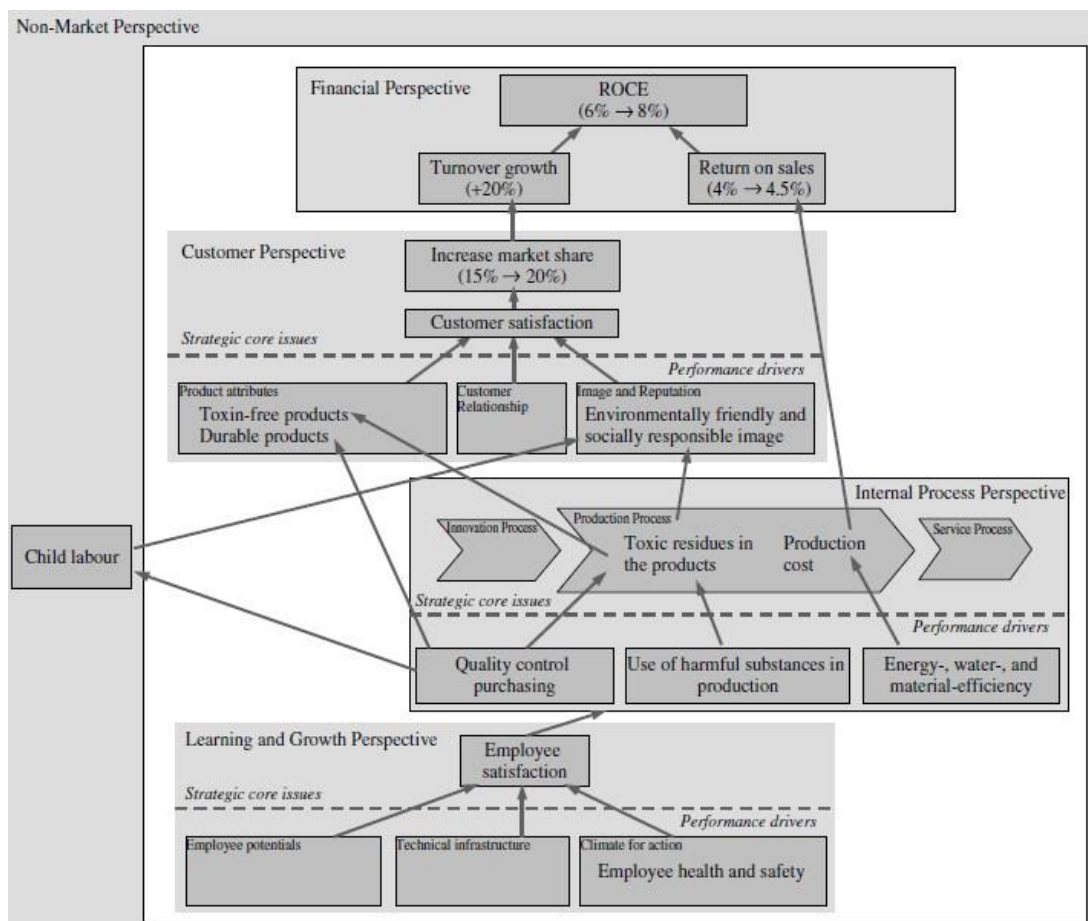 Non-Market Perspective
Financial Perspective
ROCE
(6% → 8%)
Turnover growth
(+20%)
Return on sales
(4% → 4.5%)
Customer Perspective
Increase market share
(15% → 20%)
Customer satisfaction
Strategic core issues
Performance drivers
Product attributes
Toxin-free products
Durable products
Customer
Relationship
Image and Reputation
Environmentally friendly and
socially responsible image
Internal Process Perspective
Innovation Process
Production Process
Toxic residues in
the products
Production
cost
Service Process
Child labour
Strategic core issues
Performance drivers
Quality control
purchasing
Use of harmful substances in
production
Energy-, water-, and
material-efficiency
Learning and Growth Perspective
Employee
satisfaction
Strategic core issues
Performance drivers
Employee potentials
Technical infrastructure
Climate for action
Employee health and safety